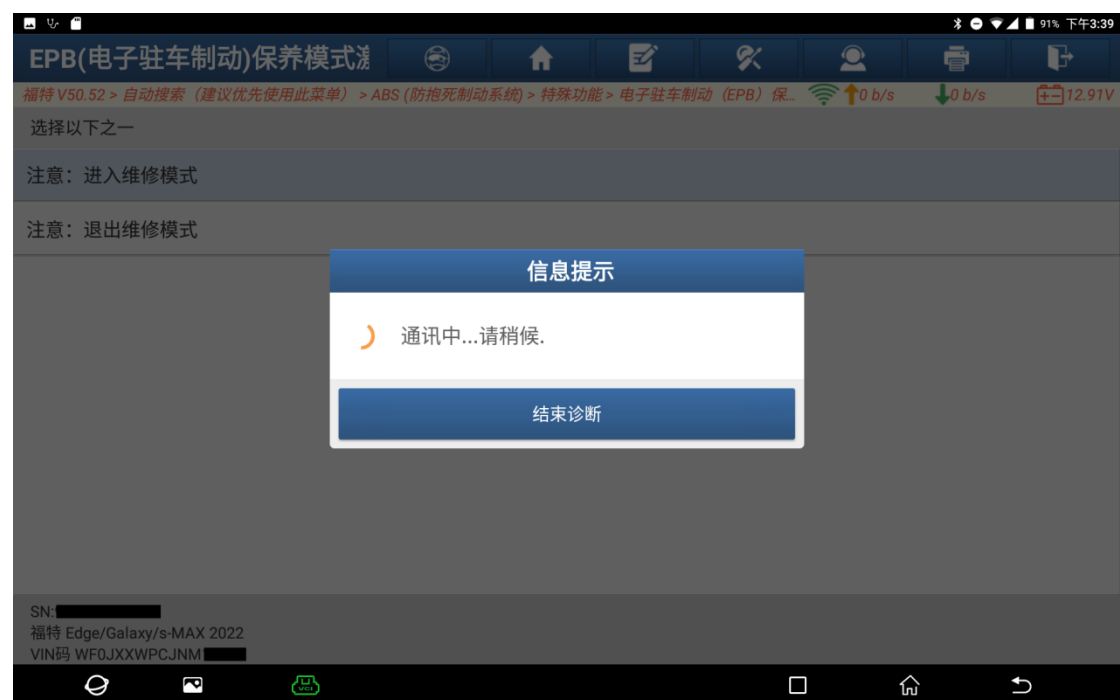 91% 下午3:39
EPB(电子驻车制动)保养模式激
福特 V50.52 > 自动搜索（建议优先使用此菜单） > ABS (防抱死制动系统) > 特殊功能 > 电子驻车制动（EPB）保... 0 b/s 0 b/s 12.91V
选择以下之一
注意：进入维修模式
注意：退出维修模式
信息提示
通讯中...请稍候.
结束诊断
SN:
福特 Edge/Galaxy/s-MAX 2022
VIN码 WF0JXXWPCJNM
VCI